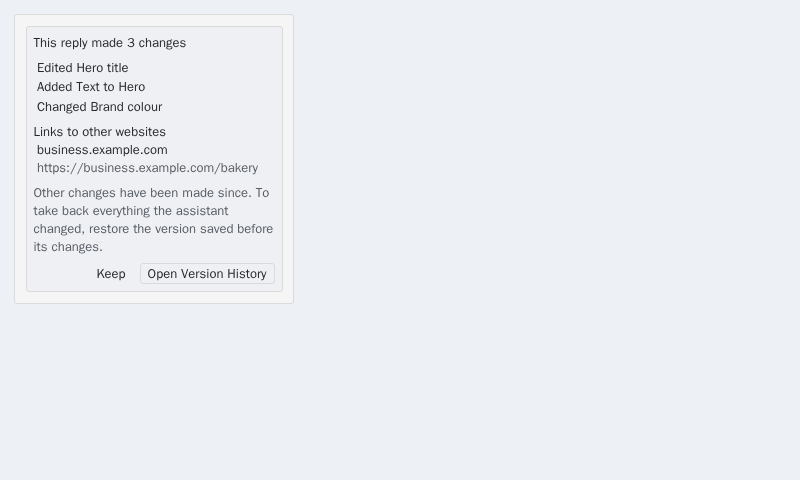 This reply made 3 changes
Edited Hero title
Added Text to Hero
Changed Brand colour
Links to other websites
business.example.com
https://business.example.com/bakery
Other changes have been made since. To
take back everything the assistant
changed, restore the version saved before
its changes.
Keep
Open Version History